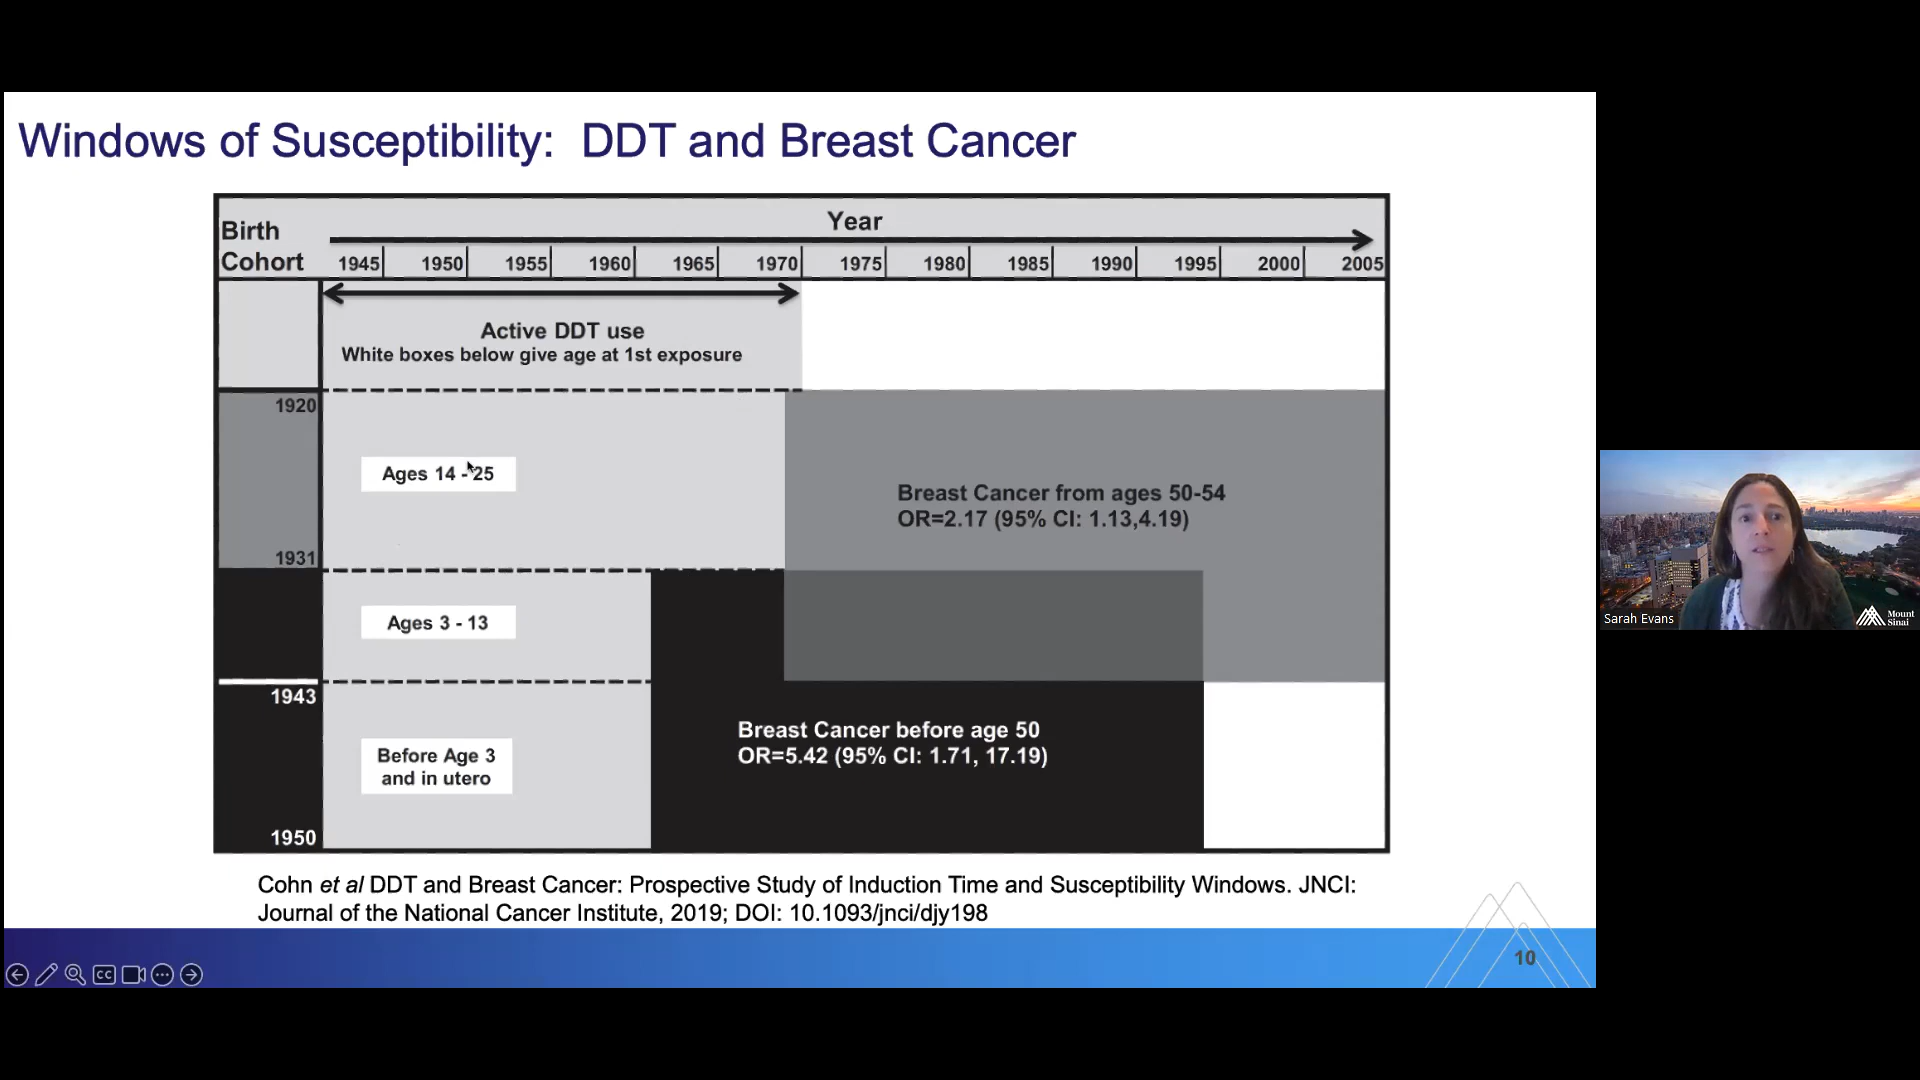 Windows of Susceptibility: DDT and Breast Cancer
Birth
Cohort
Year
1945 1950 1955 1960 1965 1970 1975 1980 1985 1990 1995 2000 2005
Active DDT use
White boxes below give age at 1st exposure
1920
Ages 14 - 25
Breast Cancer from ages 50-54
OR=2.17 (95% CI: 1.13,4.19)
1931
Ages 3 - 13
1943
Breast Cancer before age 50
OR=5.42 (95% CI: 1.71, 17.19)
Before Age 3
and in utero
1950
Cohn et al DDT and Breast Cancer: Prospective Study of Induction Time and Susceptibility Windows. JNCI:
Journal of the National Cancer Institute, 2019; DOI: 10.1093/jnci/djy198
10
CC
Sarah Evans
Mount
Sinai